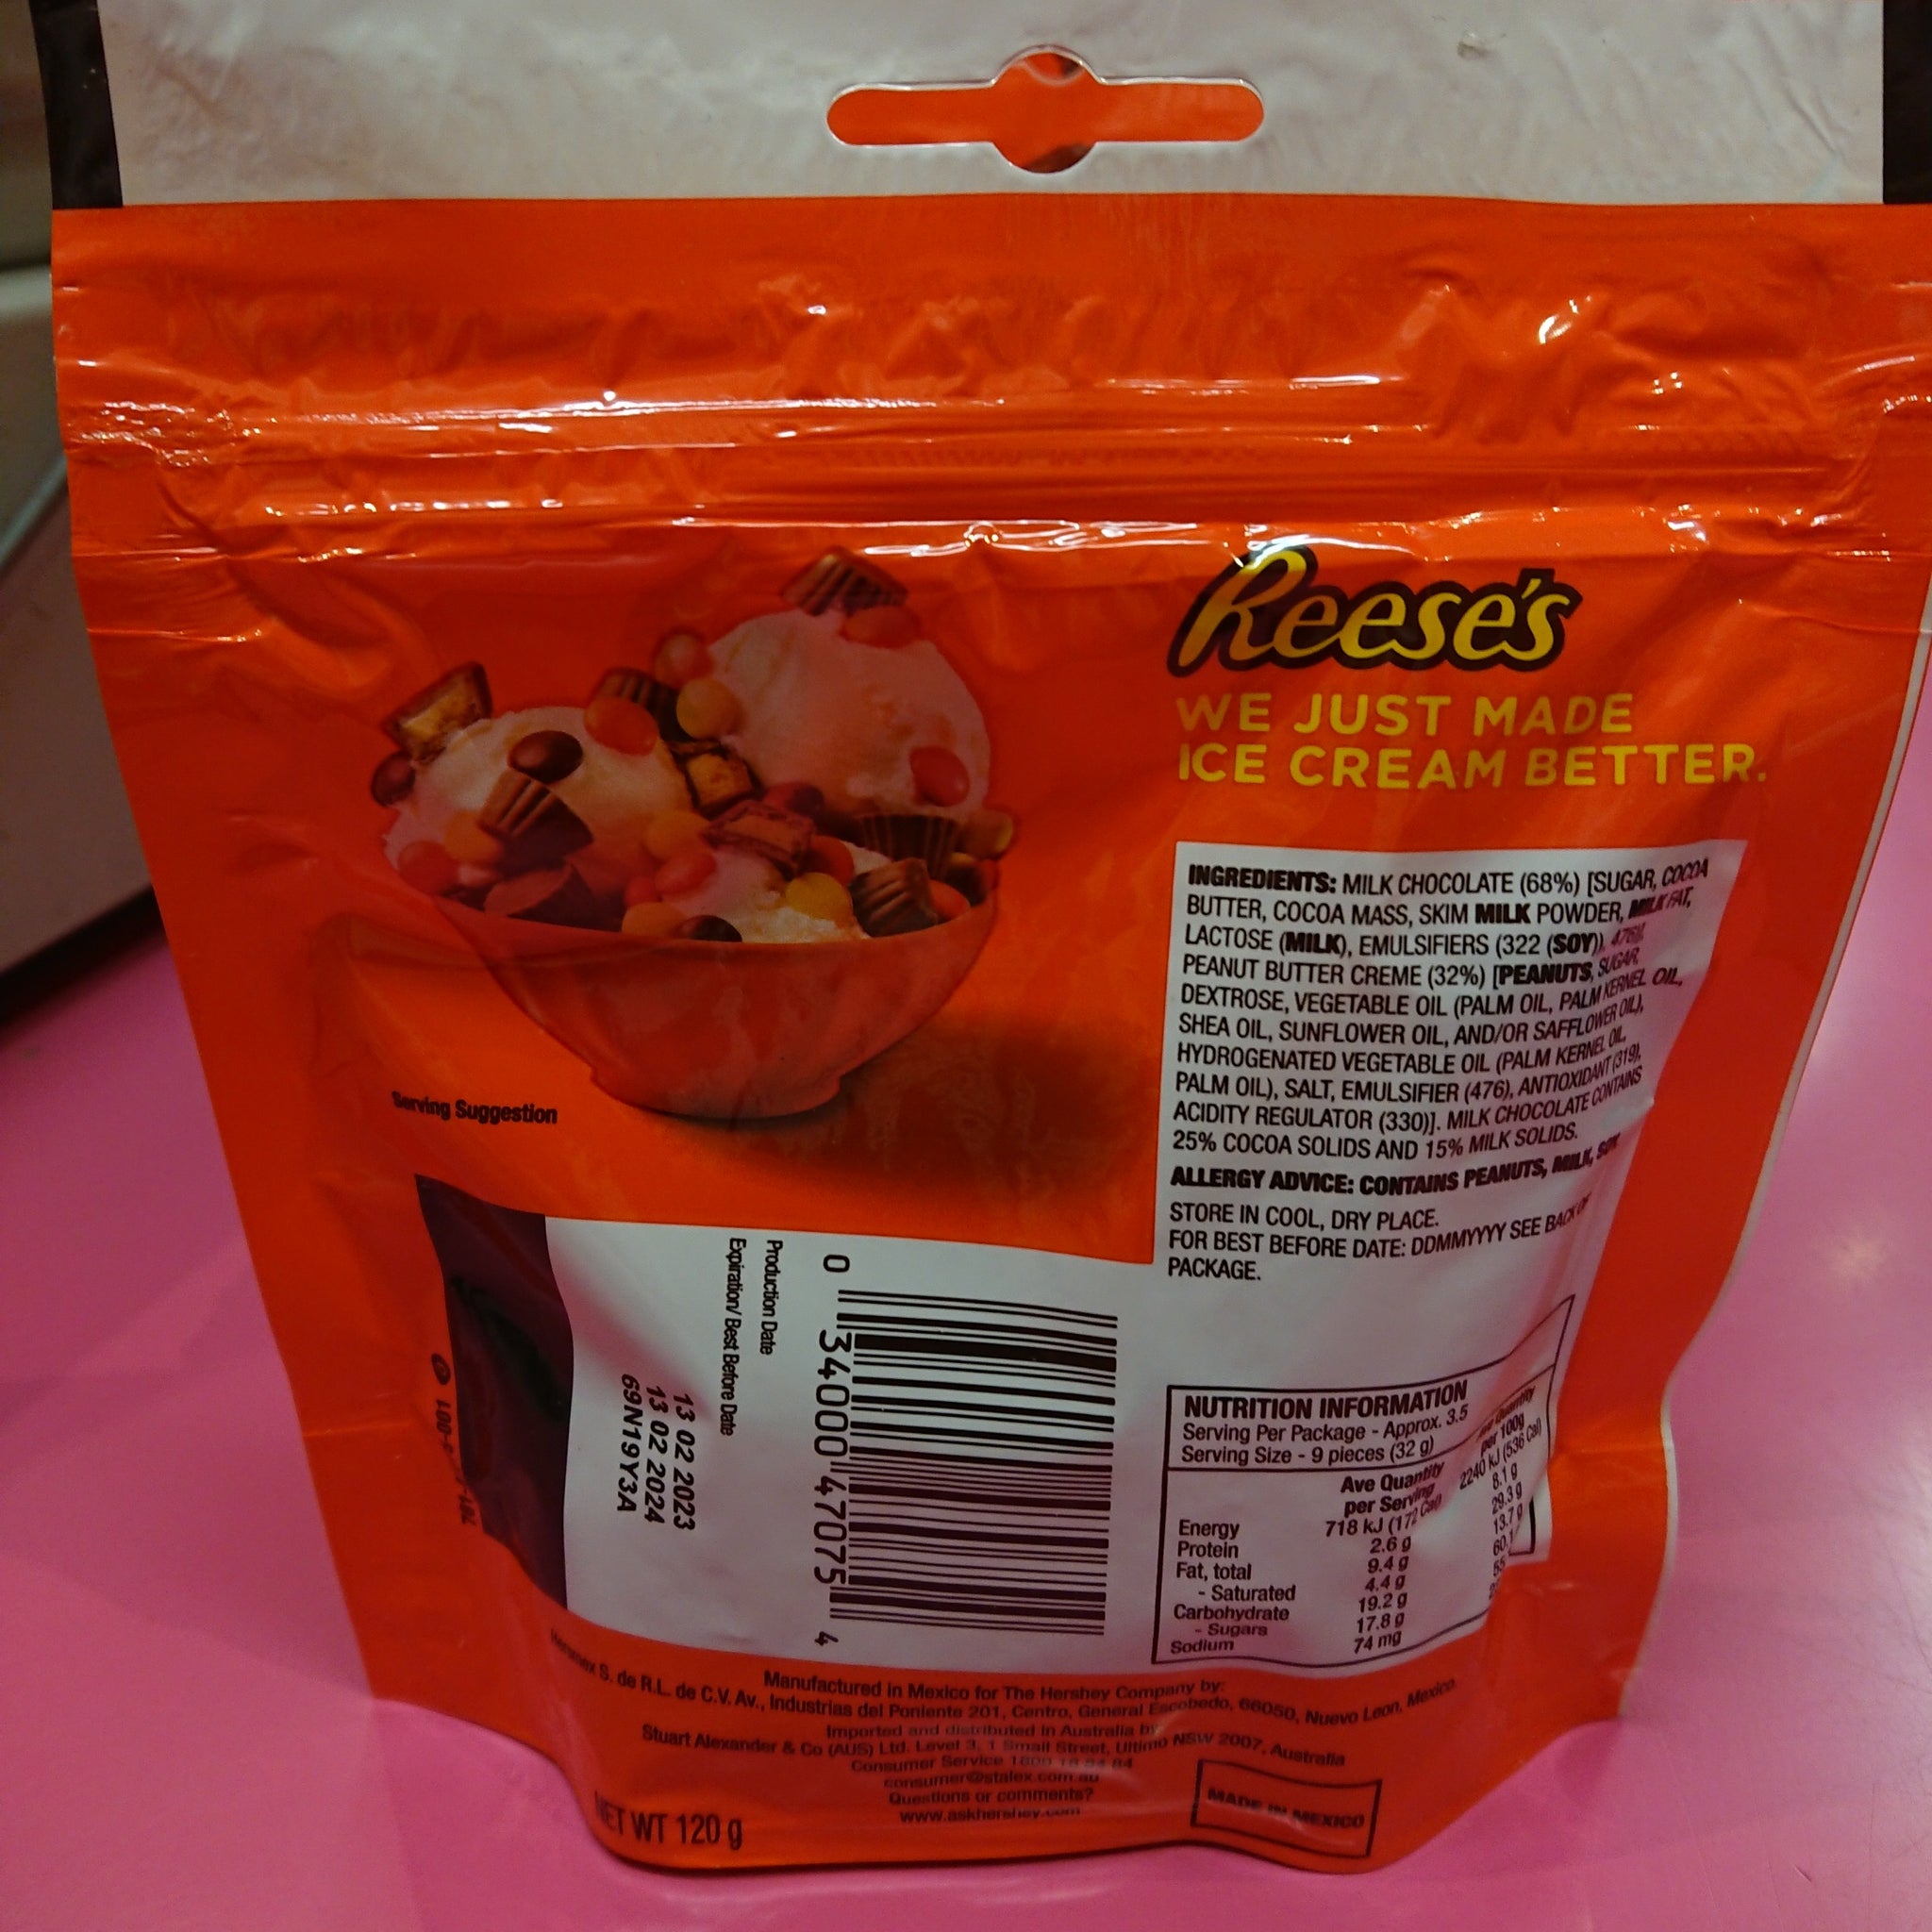 Reese's
WE JUST MADE
ICE CREAM BETTER.
INGREDIENTS: MILK CHOCOLATE (68%) [SUGAR, COCOA
BUTTER, COCOA MASS, SKIM MILK POWDER, MILK FAT,
LACTOSE (MILK), EMULSIFIERS (322 (SOY), 476)],
PEANUT BUTTER CREME (32%) [PEANUTS, SUGAR,
DEXTROSE, VEGETABLE OIL (PALM OIL, PALM KERNEL OIL,
SHEA OIL, SUNFLOWER OIL, AND/OR SAFFLOWER OIL),
HYDROGENATED VEGETABLE OIL (PALM KERNEL OIL,
PALM OIL), SALT, EMULSIFIER (476), ANTIOXIDANT (319),
ACIDITY REGULATOR (330)]. MILK CHOCOLATE CONTAINS
25% COCOA SOLIDS AND 15% MILK SOLIDS.
ALLERGY ADVICE: CONTAINS PEANUTS, MILK, SOY
STORE IN COOL, DRY PLACE.
FOR BEST BEFORE DATE: DDMMYYYY SEE BACK OF
PACKAGE.
Serving Suggestion
Production Date
Expiration/ Best Before Date
13 02 2023
13 02 2024
69N19Y3A
0 34000 47075 4
NUTRITION INFORMATION
Serving Per Package - Approx. 3.5
Serving Size - 9 pieces (32 g)
Ave Quantity per Serving Ave Quantity per 100g
Energy 718 kJ (172 Cal) 2240 kJ (536 Cal)
Protein 2.6 g 8.1 g
Fat, total 9.4 g 29.3 g
- Saturated 4.4 g 13.7 g
Carbohydrate 19.2 g
- Sugars 17.8 g
Sodium 74 mg
Manufactured in Mexico for The Hershey Company by:
S. de R.L. de C.V. Av., Industrias del Poniente 201, Centro, General Escobedo, 66050, Nuevo Leon, Mexico.
Imported and distributed in Australia by:
Stuart Alexander & Co (AUS) Ltd. Level 3, 1 Smail Street, Ultimo NSW 2007, Australia
Consumer Service 1800
consumer@stalex.com.au
Questions or comments?
www.askhershey.com
NET WT 120 g
MADE IN MEXICO